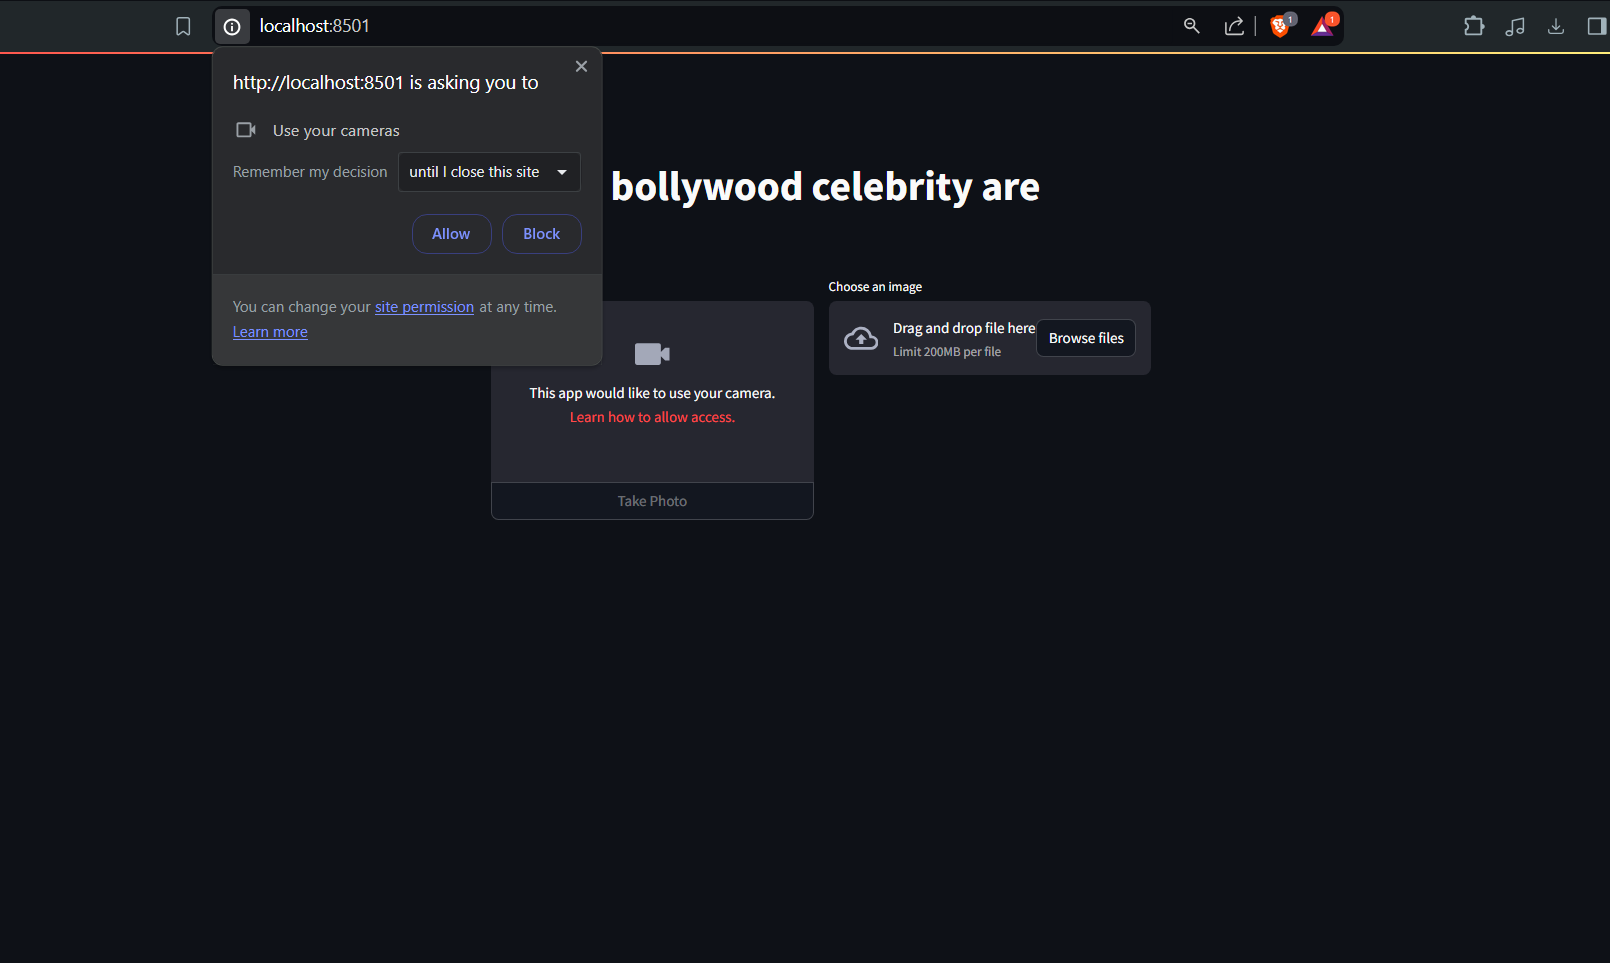 localhost:8501
1
1
http://localhost:8501 is asking you to
Use your cameras
Remember my decision
until I close this site
Allow
Block
You can change your site permission at any time.
Learn more
bollywood celebrity are
This app would like to use your camera.
Learn how to allow access.
Take Photo
Choose an image
Drag and drop file here
Limit 200MB per file
Browse files